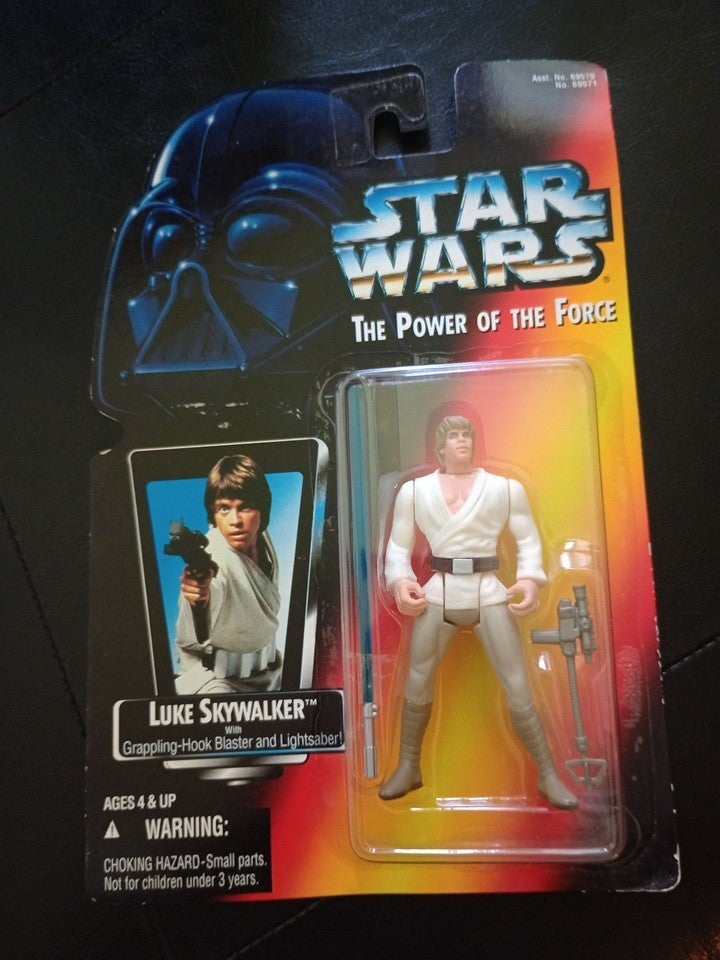 Asst. No. 69570
No. 69571
STAR
WARS®
THE POWER OF THE FORCE
LUKE SKYWALKER™
With
Grappling-Hook Blaster and Lightsaber!
AGES 4 & UP
WARNING:
CHOKING HAZARD-Small parts.
Not for children under 3 years.